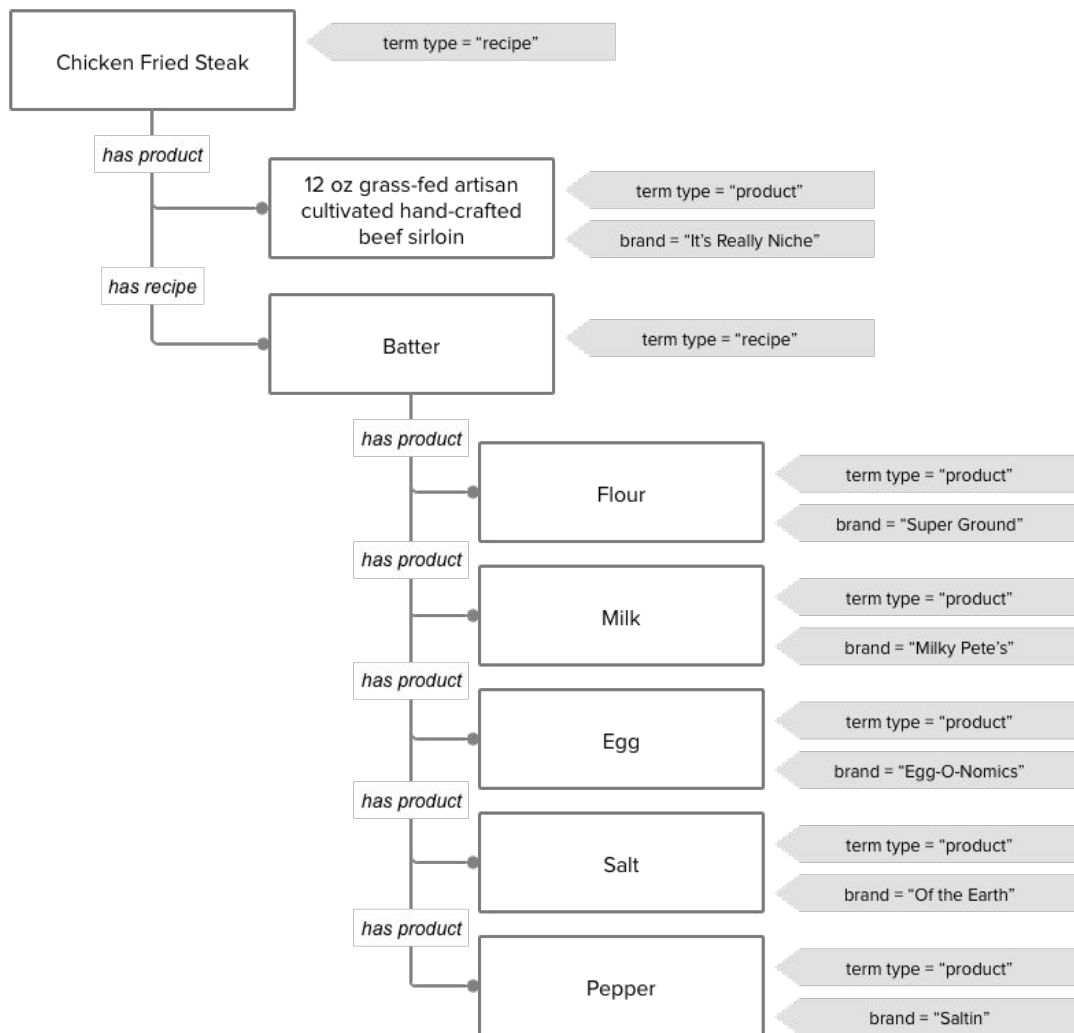 Chicken Fried Steak
term type = “recipe”
has product
12 oz grass-fed artisan
cultivated hand-crafted
beef sirloin
term type = “product”
brand = “It’s Really Niche”
has recipe
Batter
term type = “recipe”
has product
Flour
term type = “product”
brand = “Super Ground”
has product
Milk
term type = “product”
brand = “Milky Pete’s”
has product
Egg
term type = “product”
brand = “Egg-O-Nomics”
has product
Salt
term type = “product”
brand = “Of the Earth”
has product
Pepper
term type = “product”
brand = “Saltin”